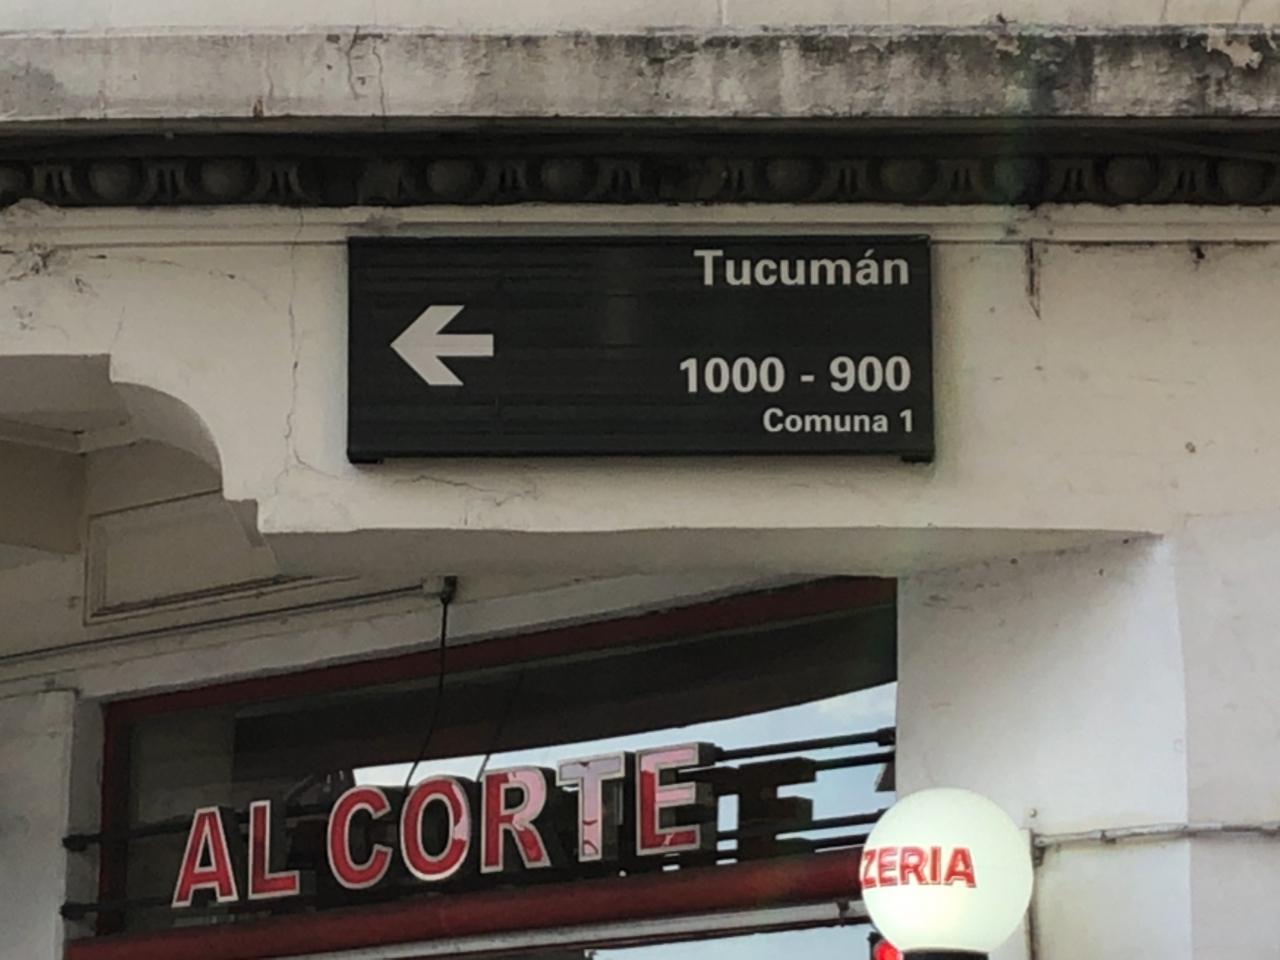 Tucumán
1000 - 900
Comuna 1
AL CORTE
ZERIA